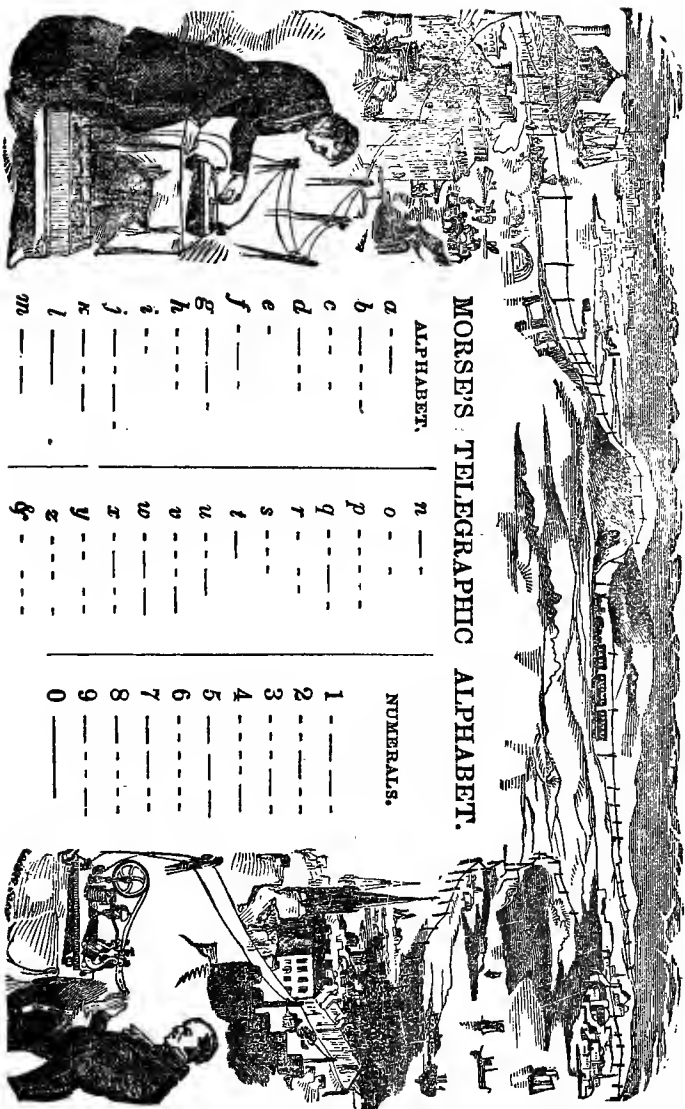 MORSE'S TELEGRAPHIC ALPHABET.
ALPHABET.
a - —
b — - - -
c - -  -
d — - -
e -
f - — -
g — — -
h - - - -
i - -
j — - — -
k — - —
l —
m — —
n — -
o -  -
p - - - - -
q - - — -
r -  - -
s - - -
t —
u - - —
v - - - —
w - — —
x - — - -
y - -  - -
z - - -  -
& -  - - -
NUMERALS.
1 - — — -
2 - - — - -
3 - - - — -
4 - - - - —
5 — — —
6 - - - - - -
7 — — - -
8 — - - - -
9 — - - —
0 —